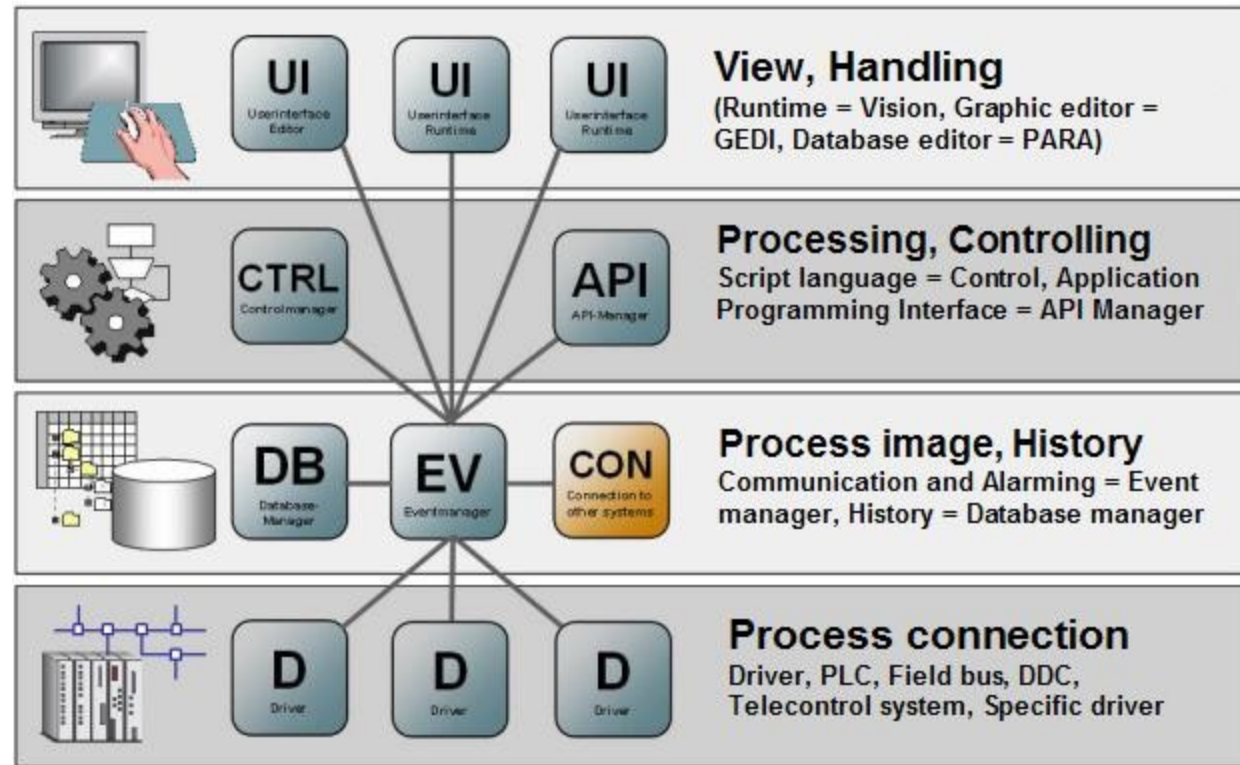 UI
Userinterface
Editor
UI
Userinterface
Runtime
UI
Userinterface
Runtime
View, Handling
(Runtime = Vision, Graphic editor =
GEDI, Database editor = PARA)
CTRL
Controlmanager
API
API-Manager
Processing, Controlling
Script language = Control, Application
Programming Interface = API Manager
DB
Database-
Manager
EV
Eventmanager
CON
Connection to
other systems
Process image, History
Communication and Alarming = Event
manager, History = Database manager
D
Driver
D
Driver
D
Driver
Process connection
Driver, PLC, Field bus, DDC,
Telecontrol system, Specific driver